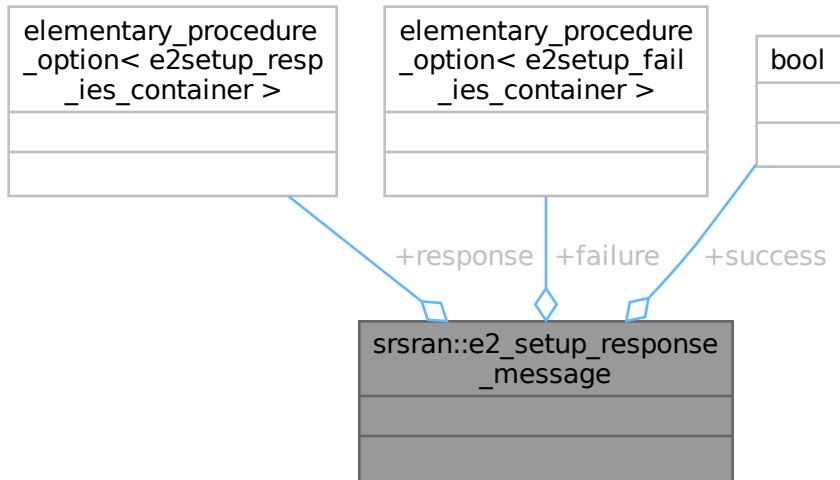 elementary_procedure
_option< e2setup_resp
_ies_container >
elementary_procedure
_option< e2setup_fail
_ies_container >
bool
+response
+failure
+success
srsran::e2_setup_response
_message